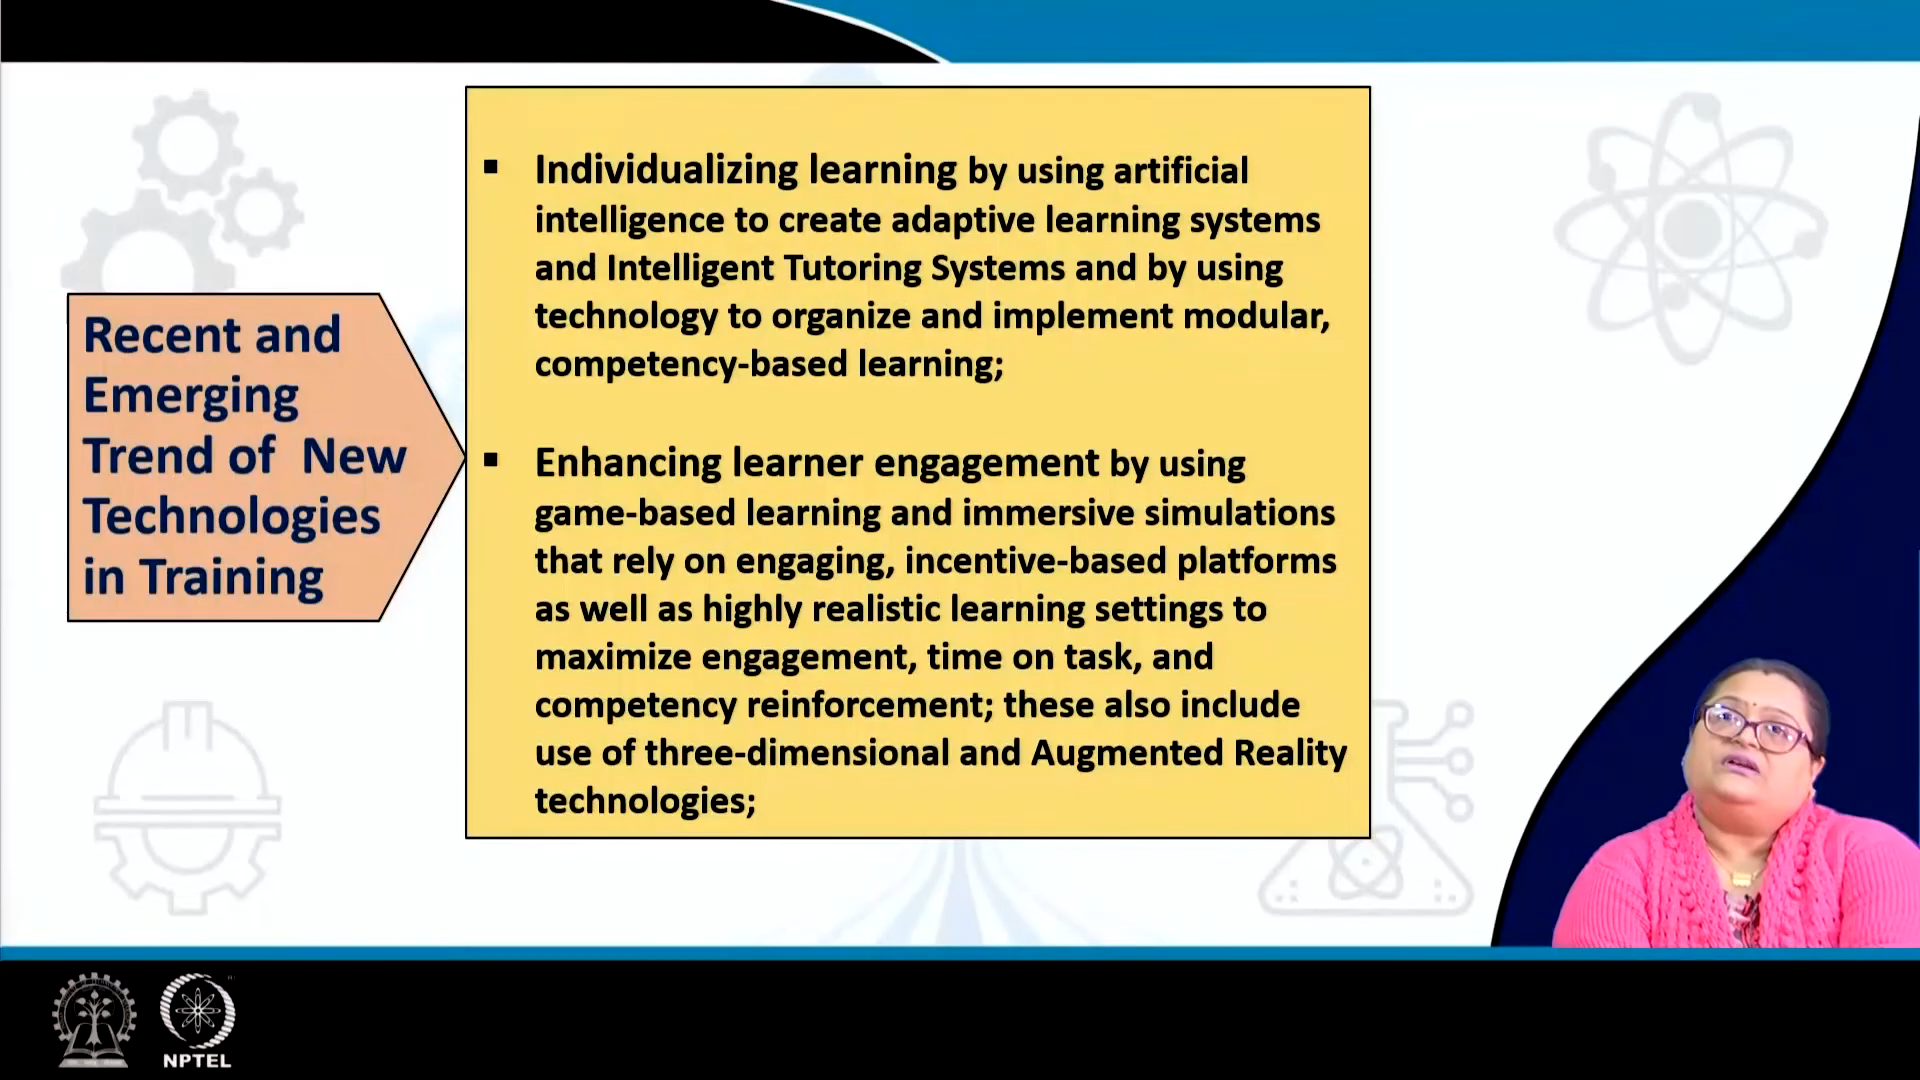 Recent and
Emerging
Trend of New
Technologies
in Training
▪ Individualizing learning by using artificial
intelligence to create adaptive learning systems
and Intelligent Tutoring Systems and by using
technology to organize and implement modular,
competency-based learning;
▪ Enhancing learner engagement by using
game-based learning and immersive simulations
that rely on engaging, incentive-based platforms
as well as highly realistic learning settings to
maximize engagement, time on task, and
competency reinforcement; these also include
use of three-dimensional and Augmented Reality
technologies;
NPTEL